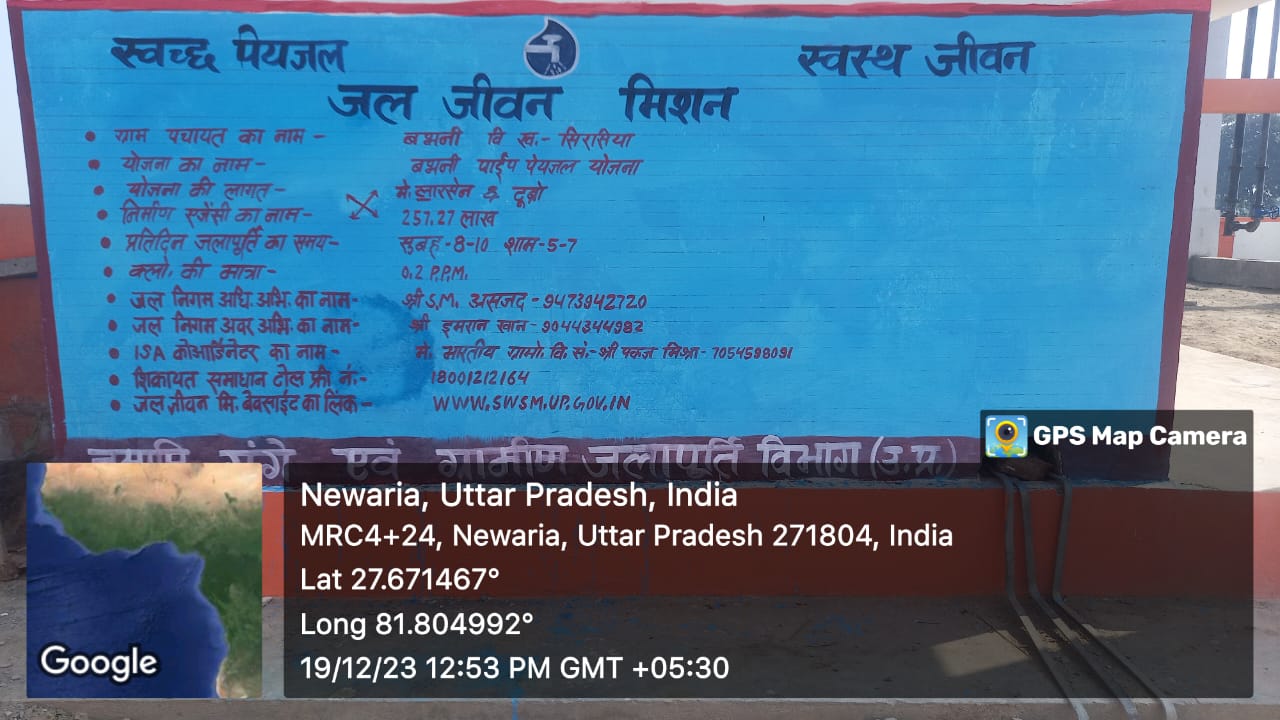 स्वच्छ पेयजल स्वस्थ जीवन
जल जीवन मिशन
• ग्राम पंचायत का नाम - बभनी वि ख.- सिरसिया
• योजना का नाम - बभनी पाईप पेयजल योजना
• योजना की लागत - मे. लारसेन & टूब्रो
• निर्माण एजेंसी का नाम - 257.27 लाख
• प्रतिदिन जलापूर्ति का समय - सुबह - 8-10 शाम - 5-7
• क्लो. की मात्रा - 0.2 P.P.M.
• जल निगम अधि. अभि. का नाम - श्री S.M. असजद - 9473942720
• जल निगम अवर अभि. का नाम - श्री इमरान खान - 9044344982
• ISA कोआर्डिनेटर का नाम - मे. भारतीय ग्रामो. वि. सं. - श्री पंकज मिश्रा - 7054598091
• शिकायत समाधान टोल फ्री नं. - 18001212164
• जल जीवन मि. बेवसाईट का लिंक - WWW.SWSM.UP.GOV.IN
नमामि गंगे एवं ग्रामीण जलापूर्ति विभाग (उ.प्र.)
GPS Map Camera
Newaria, Uttar Pradesh, India
MRC4+24, Newaria, Uttar Pradesh 271804, India
Lat 27.671467°
Long 81.804992°
19/12/23 12:53 PM GMT +05:30
Google